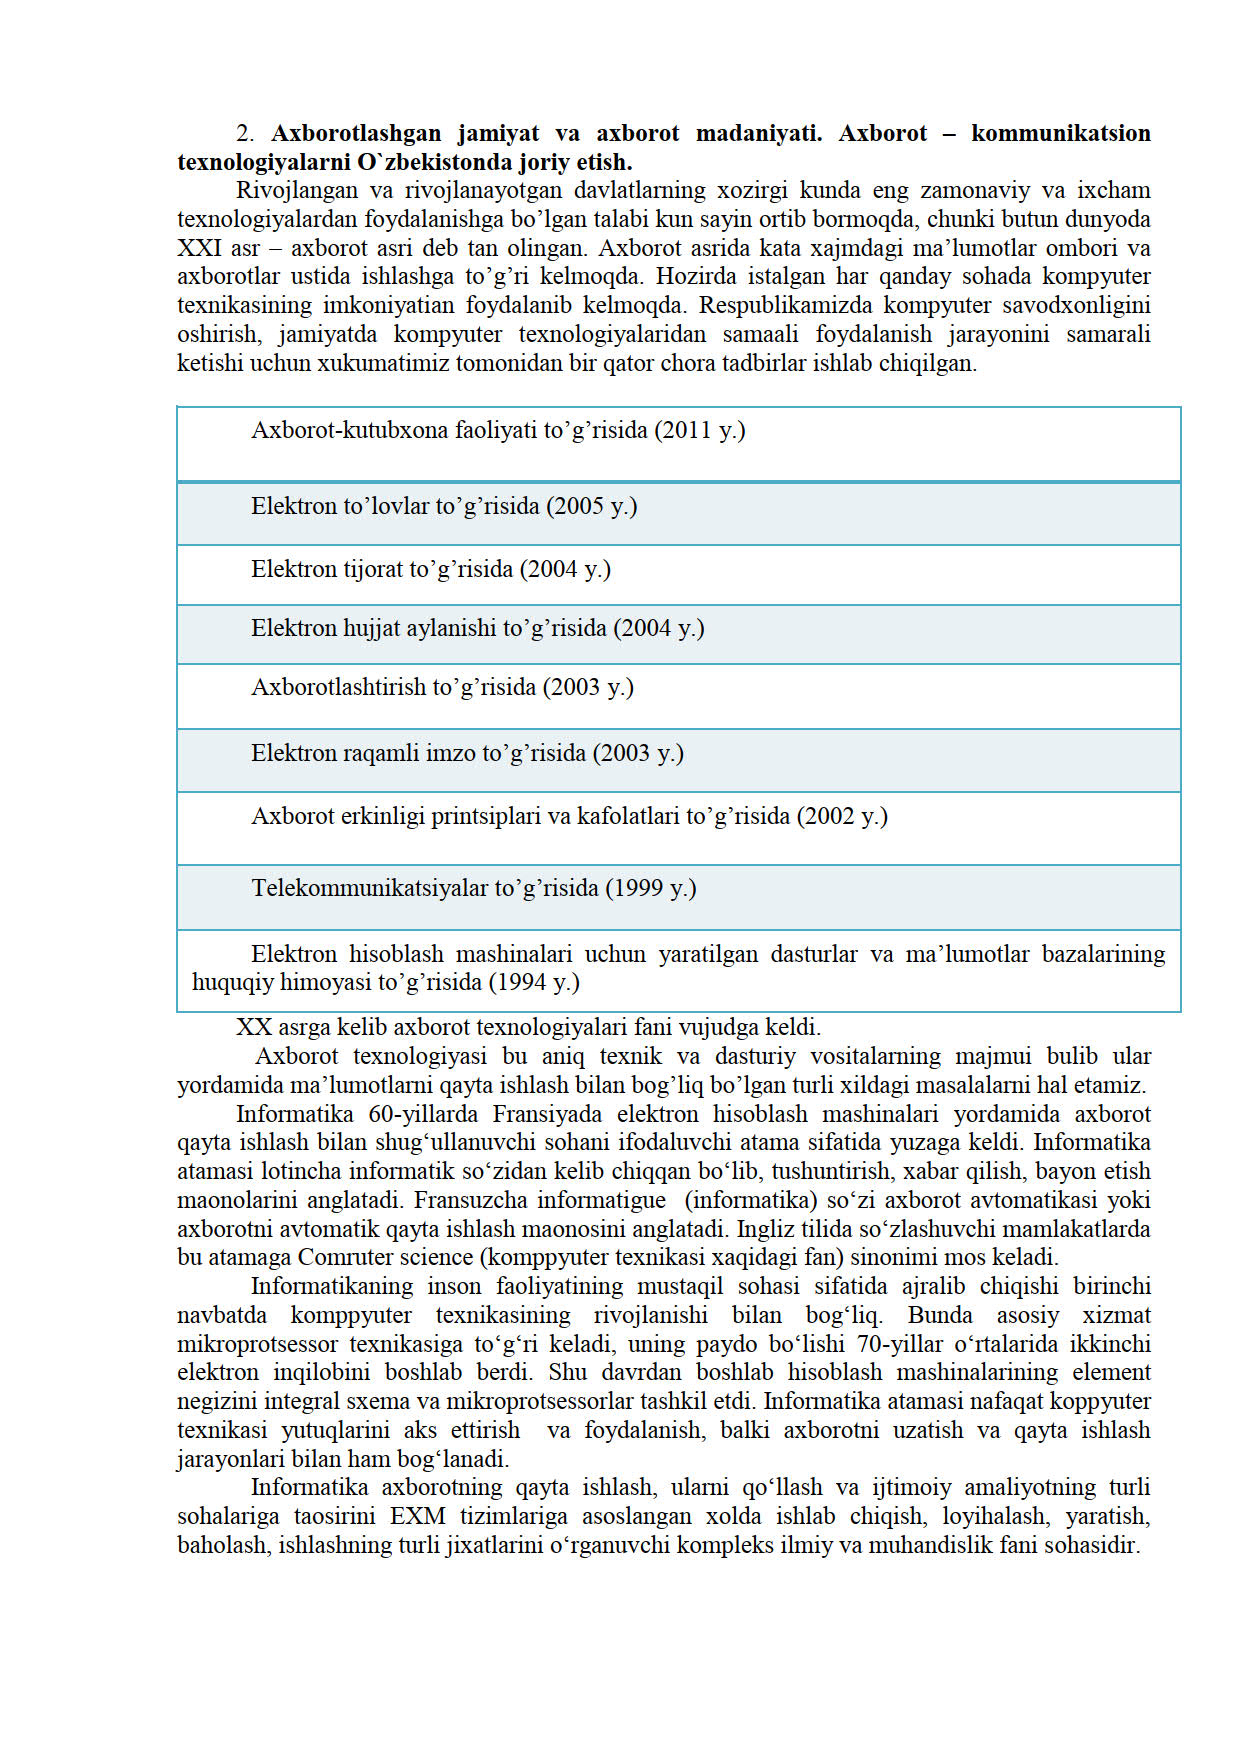 2. Axborotlashgan jamiyat va axborot madaniyati. Axborot – kommunikatsion
texnologiyalarni O`zbekistonda joriy etish.
Rivojlangan va rivojlanayotgan davlatlarning xozirgi kunda eng zamonaviy va ixcham
texnologiyalardan foydalanishga bo’lgan talabi kun sayin ortib bormoqda, chunki butun dunyoda
XXI asr – axborot asri deb tan olingan. Axborot asrida kata xajmdagi ma’lumotlar ombori va
axborotlar ustida ishlashga to’g’ri kelmoqda. Hozirda istalgan har qanday sohada kompyuter
texnikasining imkoniyatian foydalanib kelmoqda. Respublikamizda kompyuter savodxonligini
oshirish, jamiyatda kompyuter texnologiyalaridan samaali foydalanish jarayonini samarali
ketishi uchun xukumatimiz tomonidan bir qator chora tadbirlar ishlab chiqilgan.
Axborot-kutubxona faoliyati to’g’risida (2011 y.)
Elektron to’lovlar to’g’risida (2005 y.)
Elektron tijorat to’g’risida (2004 y.)
Elektron hujjat aylanishi to’g’risida (2004 y.)
Axborotlashtirish to’g’risida (2003 y.)
Elektron raqamli imzo to’g’risida (2003 y.)
Axborot erkinligi printsiplari va kafolatlari to’g’risida (2002 y.)
Telekommunikatsiyalar to’g’risida (1999 y.)
Elektron hisoblash mashinalari uchun yaratilgan dasturlar va ma’lumotlar bazalarining
huquqiy himoyasi to’g’risida (1994 y.)
XX asrga kelib axborot texnologiyalari fani vujudga keldi.
Axborot texnologiyasi bu aniq texnik va dasturiy vositalarning majmui bulib ular
yordamida ma’lumotlarni qayta ishlash bilan bog’liq bo’lgan turli xildagi masalalarni hal etamiz.
Informatika 60-yillarda Fransiyada elektron hisoblash mashinalari yordamida axborot
qayta ishlash bilan shug‘ullanuvchi sohani ifodaluvchi atama sifatida yuzaga keldi. Informatika
atamasi lotincha informatik so‘zidan kelib chiqqan bo‘lib, tushuntirish, xabar qilish, bayon etish
maonolarini anglatadi. Fransuzcha informatigue (informatika) so‘zi axborot avtomatikasi yoki
axborotni avtomatik qayta ishlash maonosini anglatadi. Ingliz tilida so‘zlashuvchi mamlakatlarda
bu atamaga Comruter science (komppyuter texnikasi xaqidagi fan) sinonimi mos keladi.
Informatikaning inson faoliyatining mustaqil sohasi sifatida ajralib chiqishi birinchi
navbatda komppyuter texnikasining rivojlanishi bilan bog‘liq. Bunda asosiy xizmat
mikroprotsessor texnikasiga to‘g‘ri keladi, uning paydo bo‘lishi 70-yillar o‘rtalarida ikkinchi
elektron inqilobini boshlab berdi. Shu davrdan boshlab hisoblash mashinalarining element
negizini integral sxema va mikroprotsessorlar tashkil etdi. Informatika atamasi nafaqat koppyuter
texnikasi yutuqlarini aks ettirish va foydalanish, balki axborotni uzatish va qayta ishlash
jarayonlari bilan ham bog‘lanadi.
Informatika axborotning qayta ishlash, ularni qo‘llash va ijtimoiy amaliyotning turli
sohalariga taosirini EXM tizimlariga asoslangan xolda ishlab chiqish, loyihalash, yaratish,
baholash, ishlashning turli jixatlarini o‘rganuvchi kompleks ilmiy va muhandislik fani sohasidir.